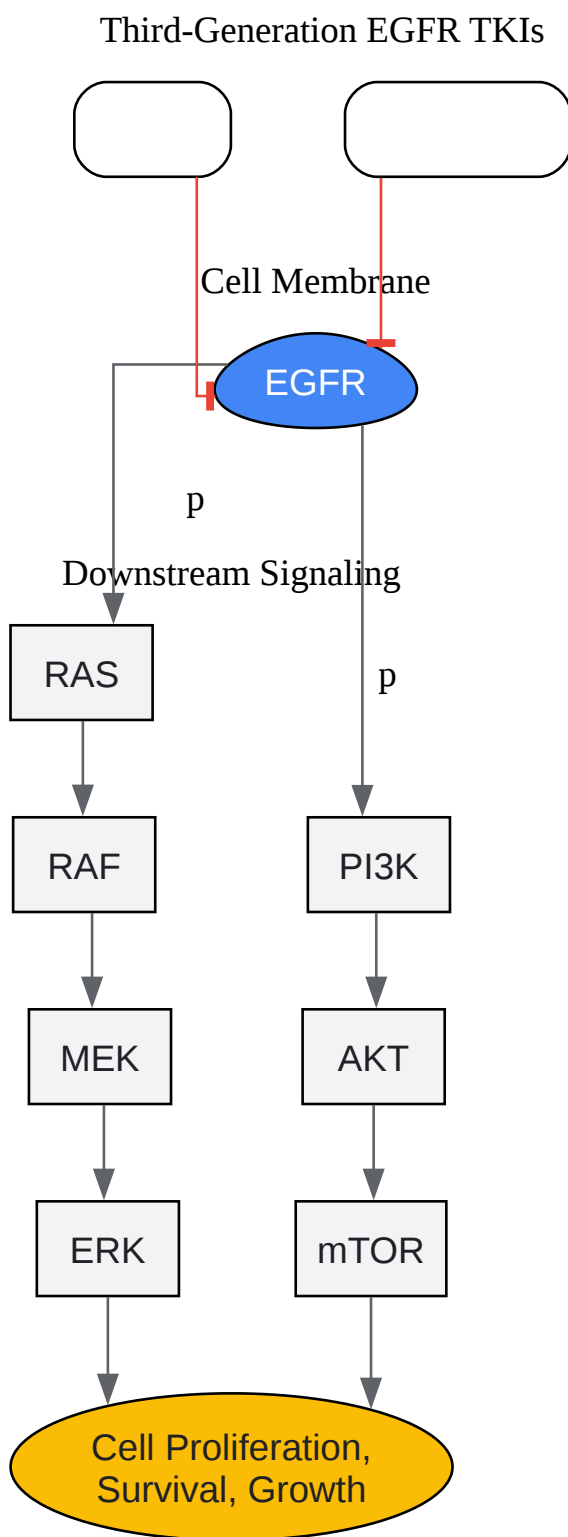 Third-Generation EGFR TKIs
Cell Membrane
EGFR
p
Downstream Signaling
RAS
p
RAF
PI3K
MEK
AKT
ERK
mTOR
Cell Proliferation,
Survival, Growth